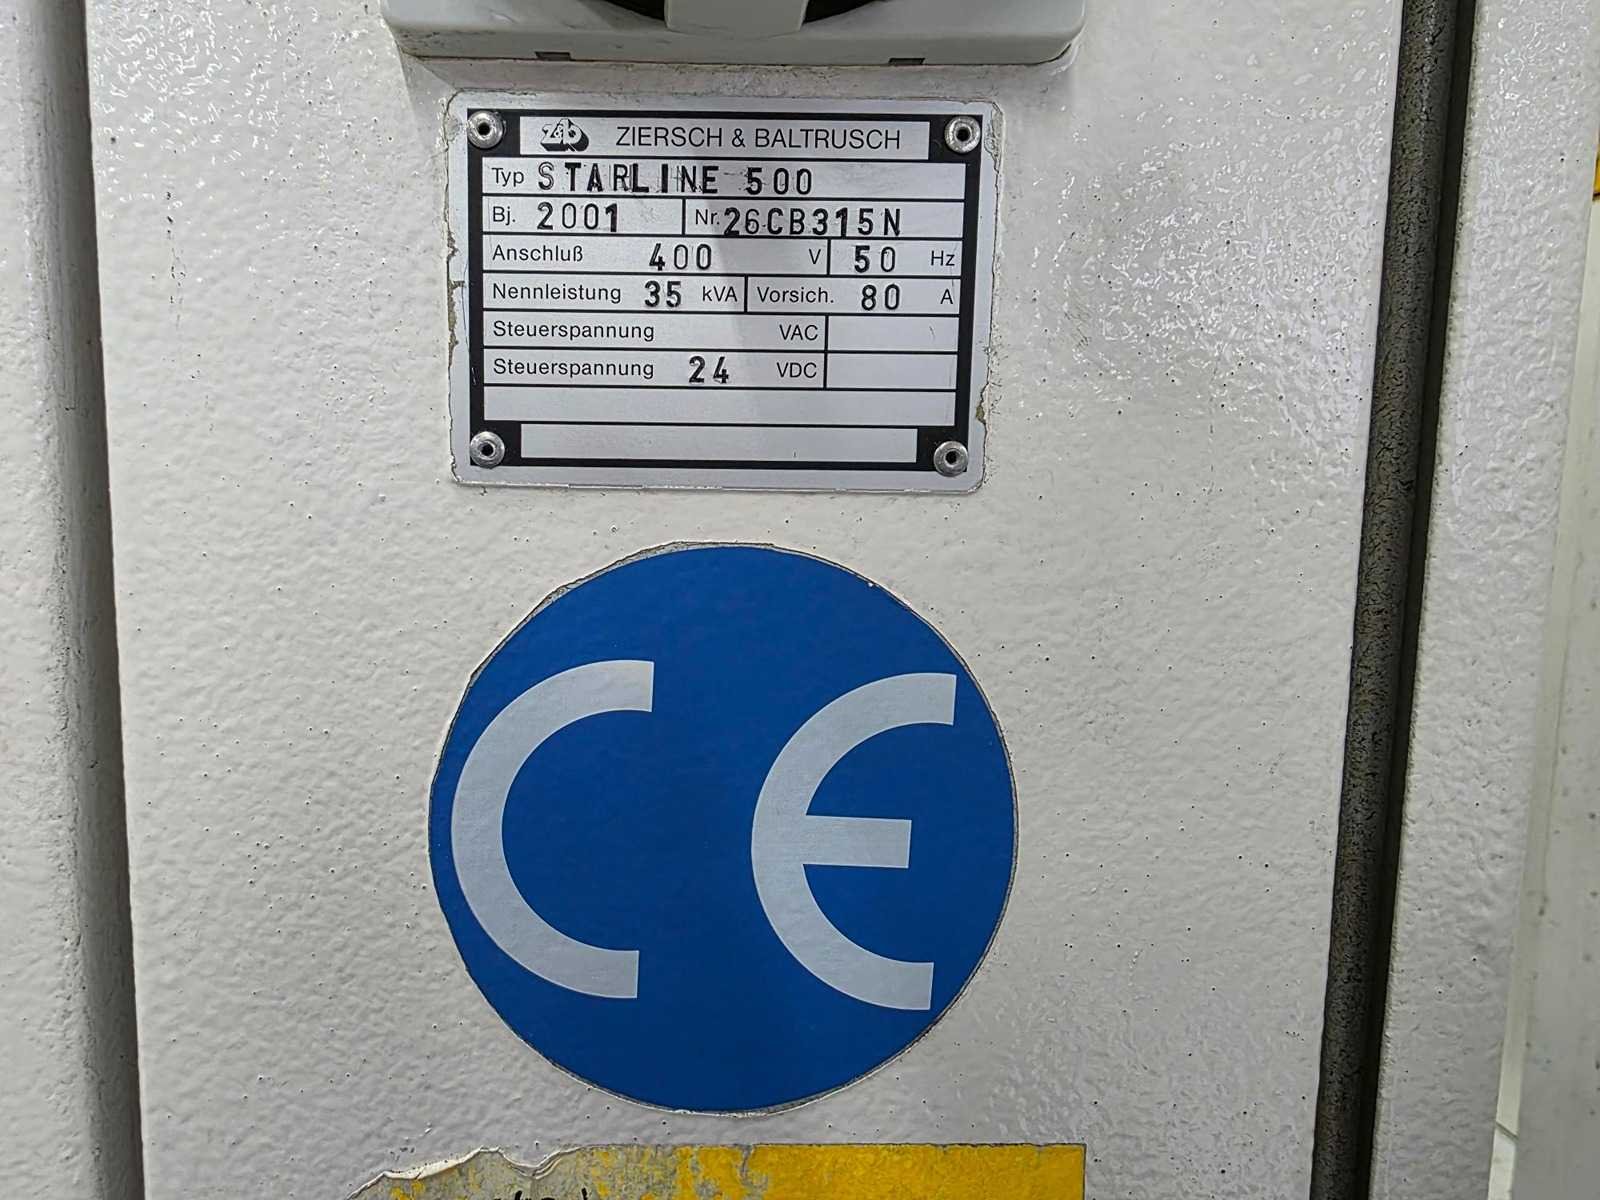 z&b ZIERSCH & BALTRUSCH
Typ STARLINE 500
Bj. 2001 Nr. 26CB315N
Anschluß 400 V 50 Hz
Nennleistung 35 kVA Vorsich. 80 A
Steuerspannung VAC
Steuerspannung 24 VDC
CE